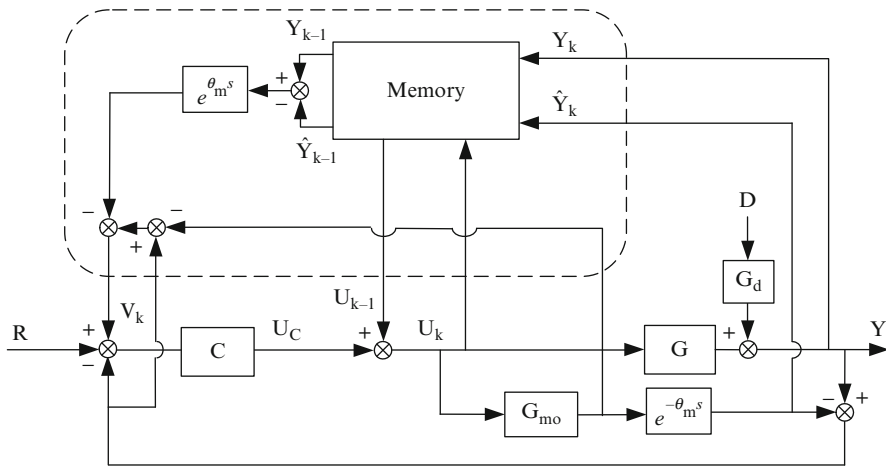 Y_{k–1}
Y_k
e^{θ_m s}
+
–
Memory
Ŷ_k
Ŷ_{k–1}
D
–
–
+
G_d
U_{k–1}
R
+
V_k
–
C
U_C
+
U_k
G
+
Y
G_{mo}
e^{–θ_m s}
–
+